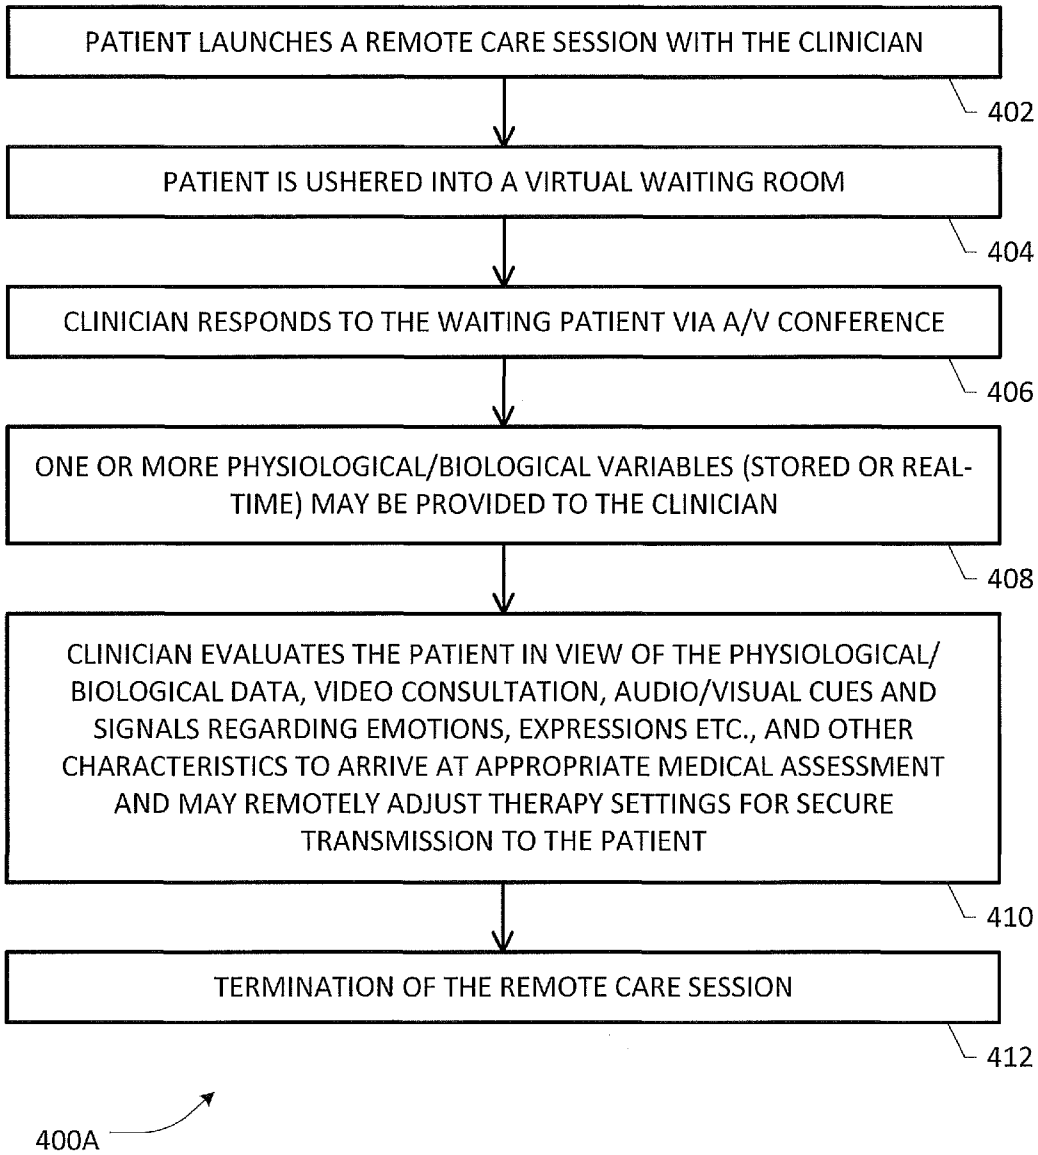 PATIENT LAUNCHES A REMOTE CARE SESSION WITH THE CLINICIAN
402
PATIENT IS USHERED INTO A VIRTUAL WAITING ROOM
404
CLINICIAN RESPONDS TO THE WAITING PATIENT VIA A/V CONFERENCE
406
ONE OR MORE PHYSIOLOGICAL/BIOLOGICAL VARIABLES (STORED OR REAL-
TIME) MAY BE PROVIDED TO THE CLINICIAN
408
CLINICIAN EVALUATES THE PATIENT IN VIEW OF THE PHYSIOLOGICAL/
BIOLOGICAL DATA, VIDEO CONSULTATION, AUDIO/VISUAL CUES AND
SIGNALS REGARDING EMOTIONS, EXPRESSIONS ETC., AND OTHER
CHARACTERISTICS TO ARRIVE AT APPROPRIATE MEDICAL ASSESSMENT
AND MAY REMOTELY ADJUST THERAPY SETTINGS FOR SECURE
TRANSMISSION TO THE PATIENT
410
TERMINATION OF THE REMOTE CARE SESSION
412
400A